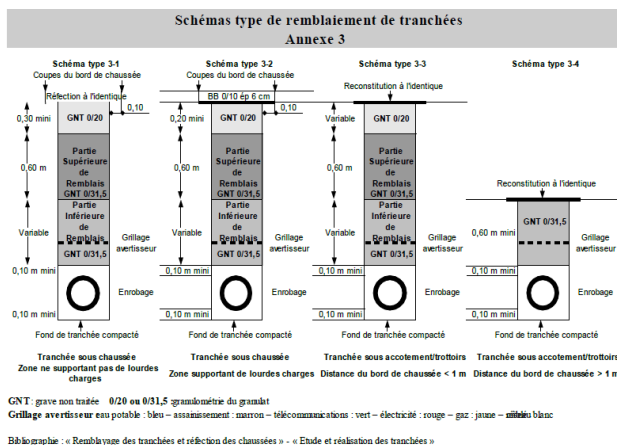 Schémas type de remblaiement de tranchées
Annexe 3
Schéma type 3-1
Coupes du bord de chaussée
Réfection à l'identique
0,10
0,30 mini
GNT 0/20
0,60 m
Partie
Supérieure
de
Remblais
GNT 0/31,5
Partie
Inférieure
de
Remblais
Variable
Grillage
avertisseur
GNT 0/31,5
0,10 m mini
Enrobage
0,10 m mini
Fond de tranchée compacté
Tranchée sous chaussée
Zone ne supportant pas de lourdes
charges
Schéma type 3-2
Coupes du bord de chaussée
BB 0/10 ép 6 cm
0,10
0,20 mini
GNT 0/20
0,60 m
Partie
Supérieure
de
Remblais
GNT 0/31,5
Partie
Inférieure
de
Remblais
Variable
Grillage
avertisseur
GNT 0/31,5
0,10 m mini
Enrobage
0,10 m mini
Fond de tranchée compacté
Tranchée sous chaussée
Zone supportant de lourdes charges
Schéma type 3-3
Reconstitution à l'identique
Variable
GNT 0/20
0,60 m
Partie
Supérieure
de
Remblais
GNT 0/31,5
Partie
Inférieure
de
Remblais
Variable
Grillage
avertisseur
GNT 0/31,5
0,10 m mini
Enrobage
0,10 m mini
Fond de tranchée compacté
Tranchée sous accotement/trottoirs
Distance du bord de chaussée < 1 m
Schéma type 3-4
Reconstitution à l'identique
GNT 0/31,5
0,60 m mini
Grillage
avertisseur
0,10 m mini
Enrobage
0,10 m mini
Fond de tranchée compacté
Tranchée sous accotement/trottoirs
Distance du bord de chaussée > 1 m
GNT : grave non traitée 0/20 ou 0/31,5 :granulométrie du granulat
Grillage avertisseur eau potable : bleu – assainissement : marron – télécommunications : vert – électricité : rouge – gaz : jaune – blanc
Bibliographie : « Remblayage des tranchées et réfection des chaussées » - « Etude et réalisation des tranchées »